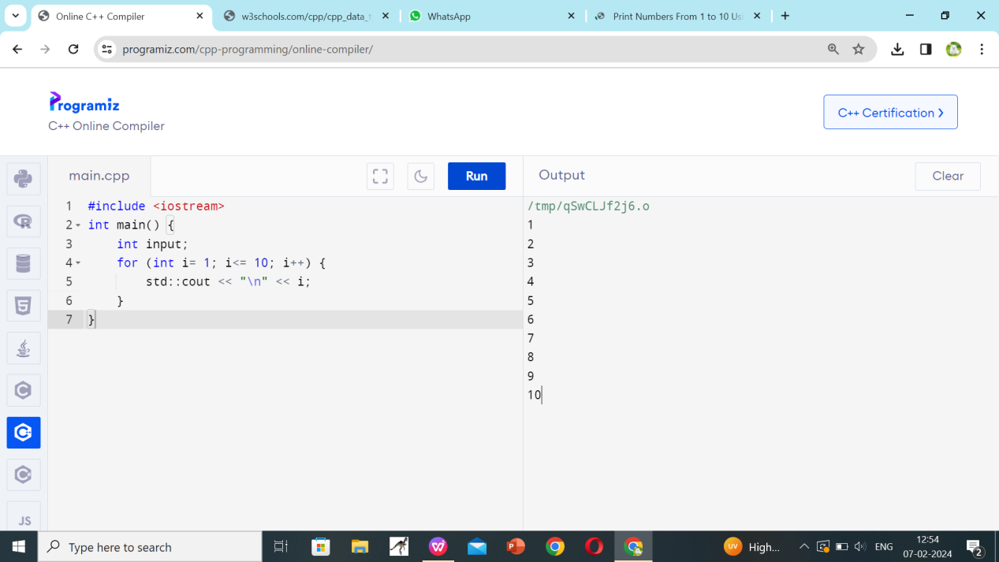 Online C++ Compiler
w3schools.com/cpp/cpp_data_t
WhatsApp
Print Numbers From 1 to 10 Usi
programiz.com/cpp-programming/online-compiler/
Programiz
C++ Online Compiler
C++ Certification
main.cpp
Run
Output
Clear
1 #include <iostream>
2 int main() {
3     int input;
4     for (int i= 1; i<= 10; i++) {
5         std::cout << "\n" << i;
6     }
7 }
/tmp/qSwCLJf2j6.o
1
2
3
4
5
6
7
8
9
10
JS
Type here to search
UV
High...
ENG
12:54
07-02-2024
2